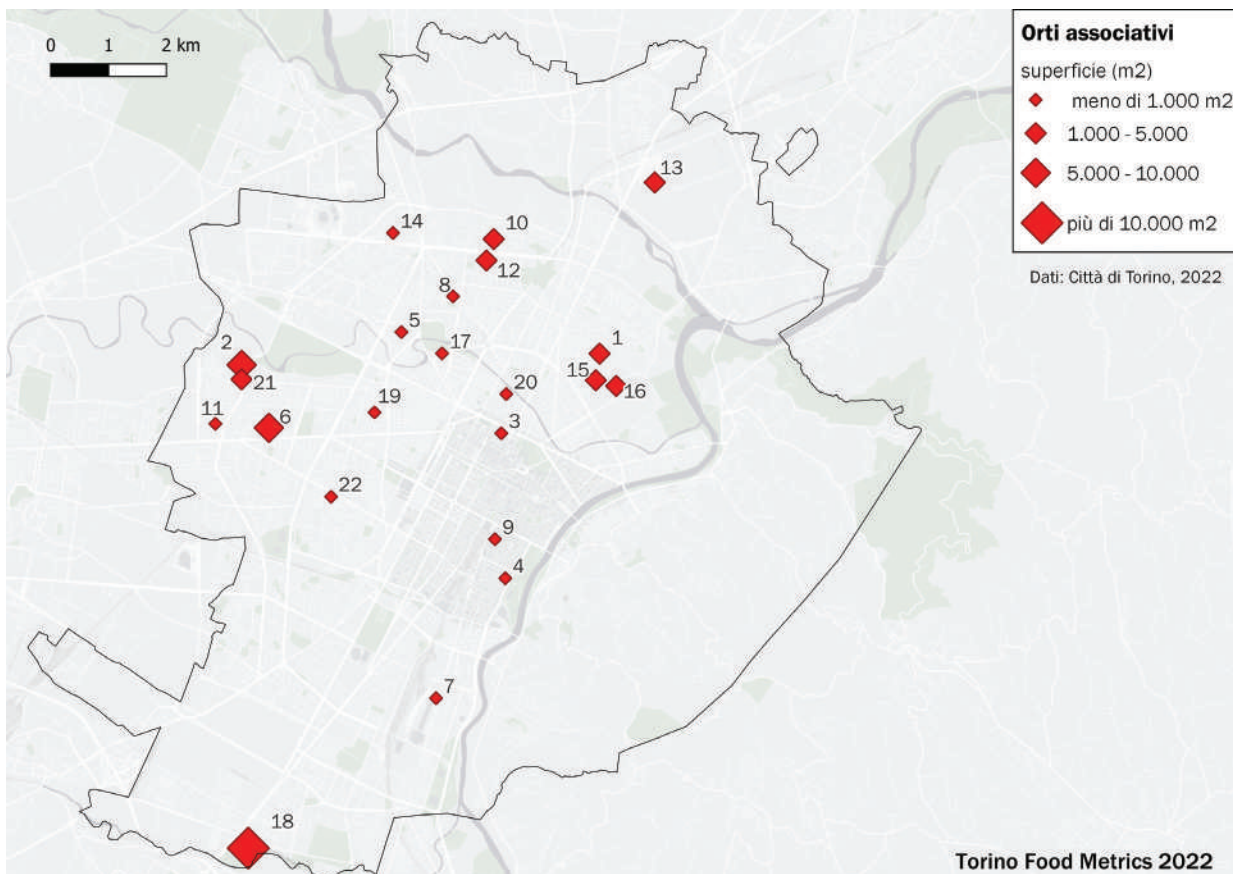 0 1 2 km
Orti associativi
superficie (m2)
meno di 1.000 m2
1.000 - 5.000
5.000 - 10.000
più di 10.000 m2
Dati: Città di Torino, 2022
13
14
10
12
8
5
17
1
2
15
16
21
20
19
11
6
3
22
9
4
7
18
Torino Food Metrics 2022